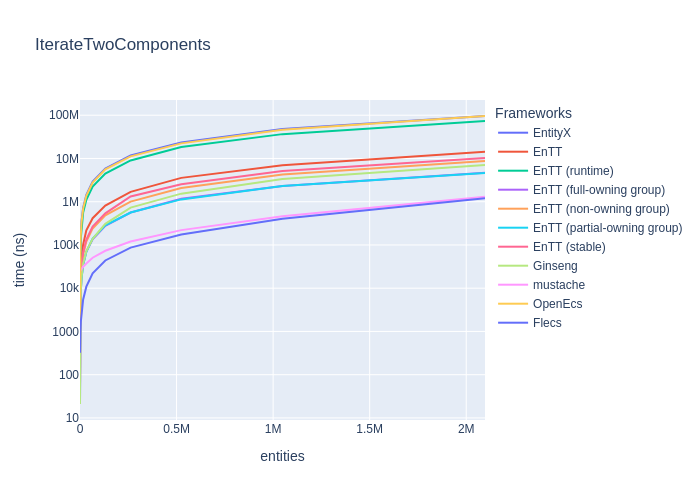 IterateTwoComponents
Frameworks
EntityX
EnTT
EnTT (runtime)
EnTT (full-owning group)
EnTT (non-owning group)
EnTT (partial-owning group)
EnTT (stable)
Ginseng
mustache
OpenEcs
Flecs
time (ns)
100M
10M
1M
100k
10k
1000
100
10
0 0.5M 1M 1.5M 2M
entities